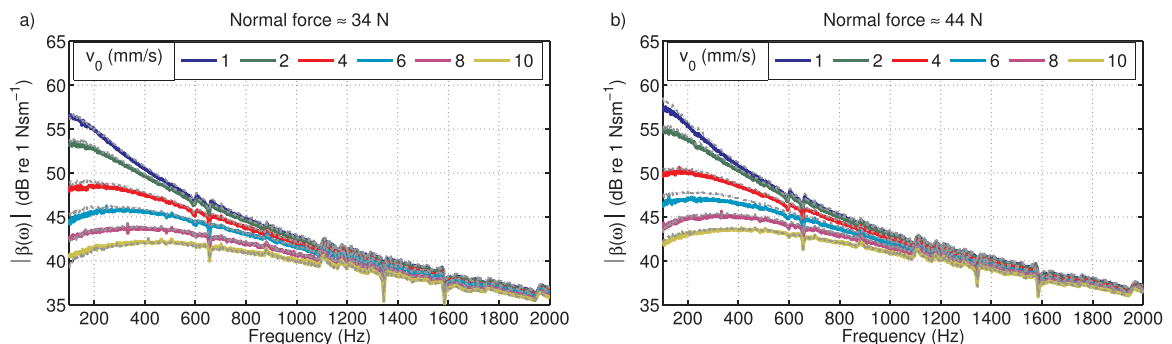 a) Normal force ≈ 34 N
v0 (mm/s) 1 2 4 6 8 10
65
60
55
50
45
40
35
200 400 600 800 1000 1200 1400 1600 1800 2000
Frequency (Hz)
|β(ω)| (dB re 1 Nsm−1)
b) Normal force ≈ 44 N
v0 (mm/s) 1 2 4 6 8 10
65
60
55
50
45
40
35
200 400 600 800 1000 1200 1400 1600 1800 2000
Frequency (Hz)
|β(ω)| (dB re 1 Nsm−1)